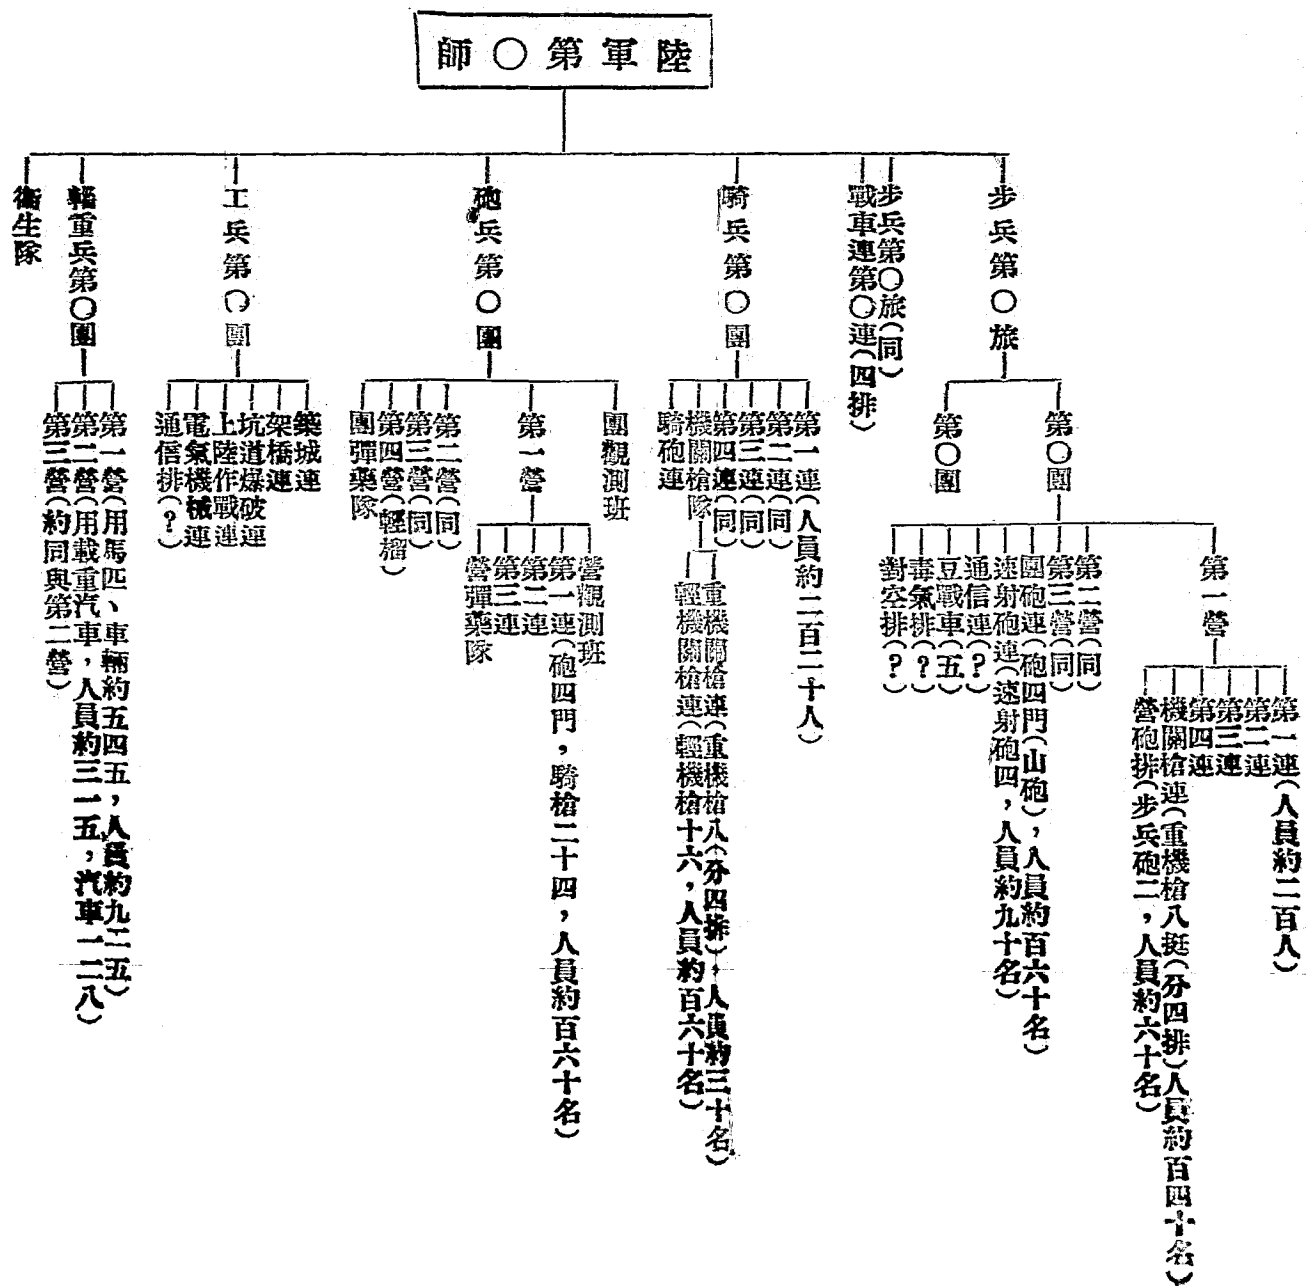 陸軍第〇師
步兵第〇旅
步兵第〇旅(同)
戰車連第〇連(四排)
騎兵第〇團
砲兵第〇團
工兵第〇團
輜重兵第〇團
衞生隊
第〇團
第〇團
第一連(人員約二百二十人)
第二連(同)
第三連(同)
第四連(同)
機關槍隊
騎砲連
團觀測班
第一營
第二營(同)
第三營(同)
第四營(輕榴)
團彈藥隊
築城連
架橋連
坑道爆破連
上陸作戰連
電氣機械連
通信排(?)
第一營(用馬匹、車輛約五四五,人員約九二五)
第二營(用載重汽車,人員約三一五,汽車一二八)
第三營(約同與第二營)
第一營
第二營(同)
第三營(同)
團砲連(砲四門(山砲),人員約百六十名)
速射砲連(速射砲四,人員約九十名)
通信連(?)
豆戰車(五)
毒氣排(?)
對空排(?)
重機關槍連(重機槍八(分四排),人員約三十名)
輕機關槍連(輕機槍十六,人員約百六十名)
營觀測班
第一連(砲四門,騎槍二十四,人員約百六十名)
第二連
第三連
營彈藥隊
第一連(人員約二百人)
第二連
第三連
第四連
機關槍連(重機槍八挺(分四排)人員約百四十名)
營砲排(步兵砲二,人員約六十名)